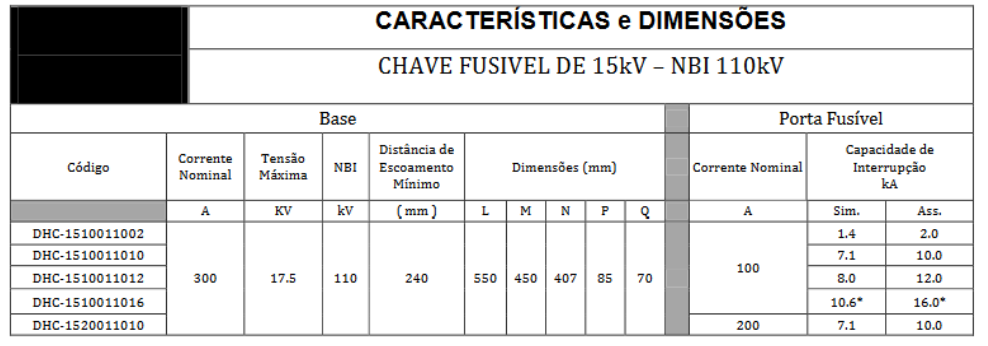 CARACTERÍSTICAS e DIMENSÕES
CHAVE FUSIVEL DE 15kV – NBI 110kV
Base Porta Fusível
Código Corrente Nominal Tensão Máxima NBI Distância de Escoamento Mínimo Dimensões (mm) Corrente Nominal Capacidade de Interrupção kA
A KV kV (mm) L M N P Q A Sim. Ass.
DHC-1510011002 1.4 2.0
DHC-1510011010 7.1 10.0
DHC-1510011012 300 17.5 110 240 550 450 407 85 70 100 8.0 12.0
DHC-1510011016 10.6* 16.0*
DHC-1520011010 200 7.1 10.0